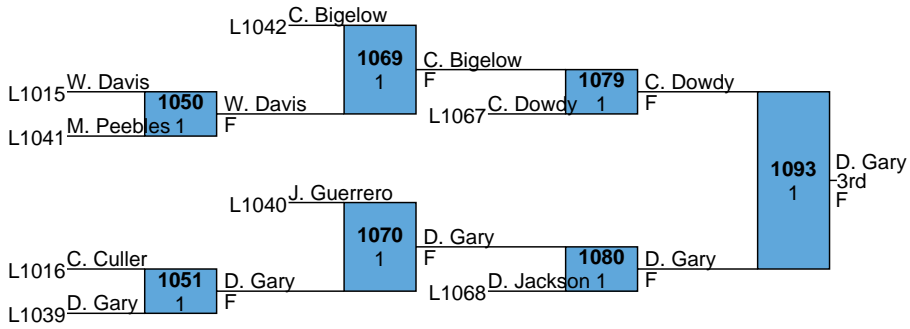 L1042 C. Bigelow
1069
1
C. Bigelow
F
L1015 W. Davis
1050
1
L1041 M. Peebles
W. Davis
F
1079
1
L1067 C. Dowdy
C. Dowdy
F
1093
1
D. Gary
3rd
F
L1040 J. Guerrero
1070
1
D. Gary
F
L1016 C. Culler
1051
1
L1039 D. Gary
D. Gary
F
1080
1
L1068 D. Jackson
D. Gary
F